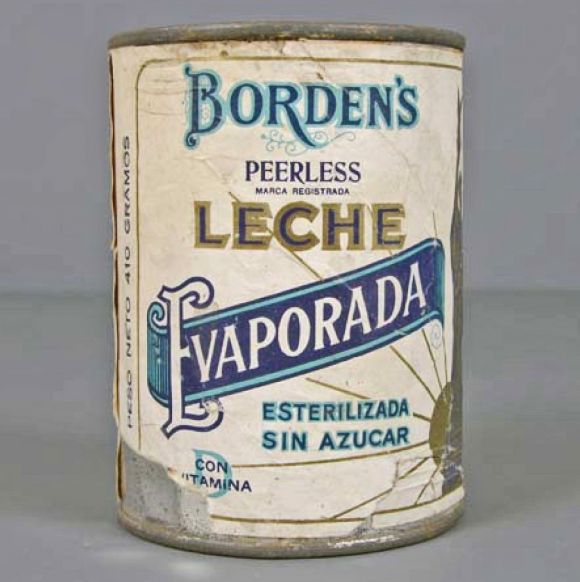 BORDEN'S
PEERLESS
MARCA REGISTRADA
LECHE
EVAPORADA
ESTERILIZADA
SIN AZUCAR
CON
VITAMINA
D
PESO NETO 410 GRAMOS